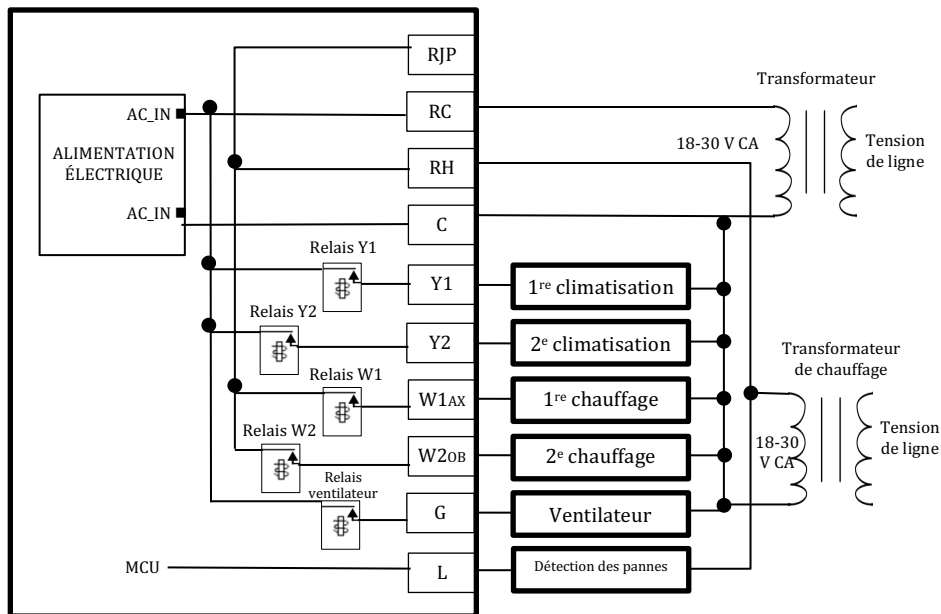 RJP
Transformateur
AC_IN
RC
ALIMENTATION
ÉLECTRIQUE
18-30 V CA
Tension
de ligne
RH
AC_IN
C
Relais Y1
Y1
1re climatisation
Relais Y2
Y2
2e climatisation
Transformateur
de chauffage
Relais W1
W1AX
1re chauffage
Relais W2
W2OB
2e chauffage
18-30
V CA
Tension
de ligne
Relais
ventilateur
G
Ventilateur
MCU
L
Détection des pannes